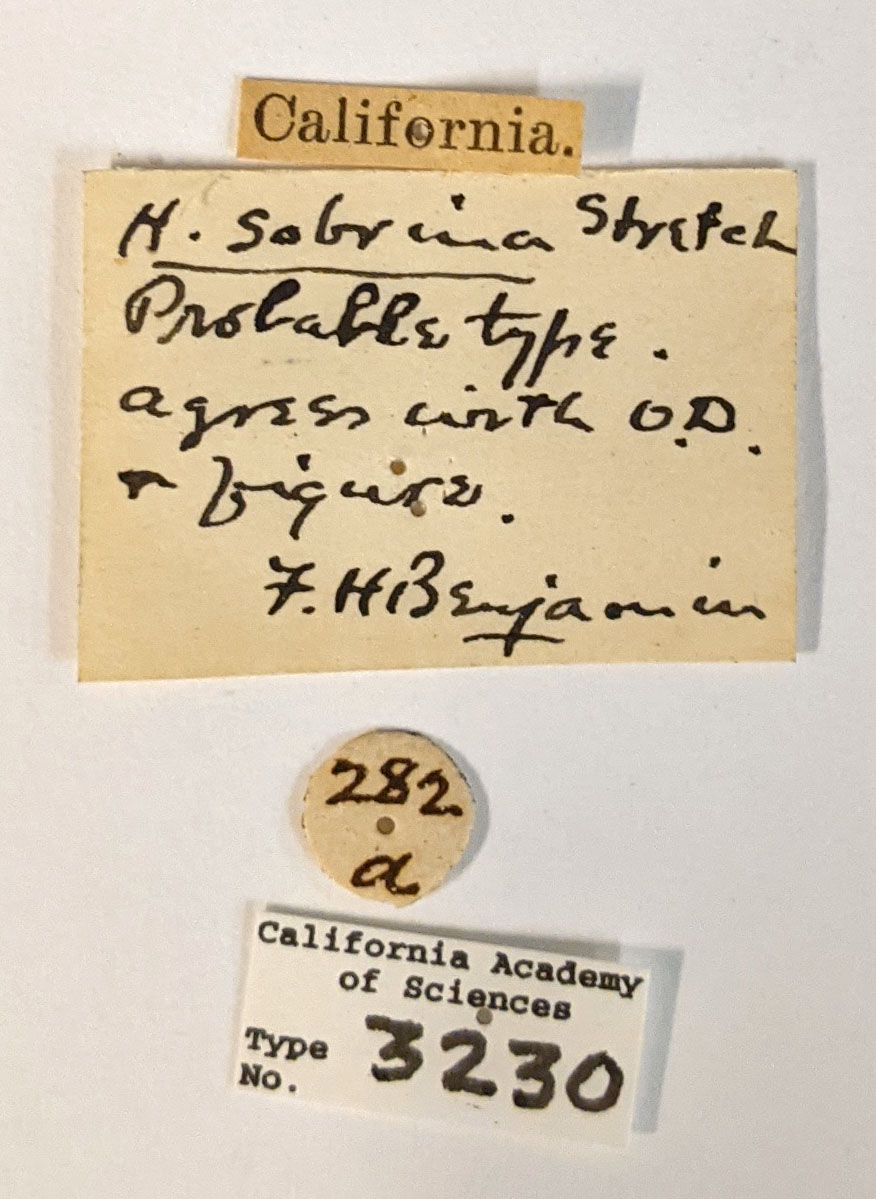 California.
H. sobrina Stretch
Probable type.
agrees with O.D.
+ figure.
F.H Benjamin
282
a
California Academy
of Sciences
Type
No. 3230